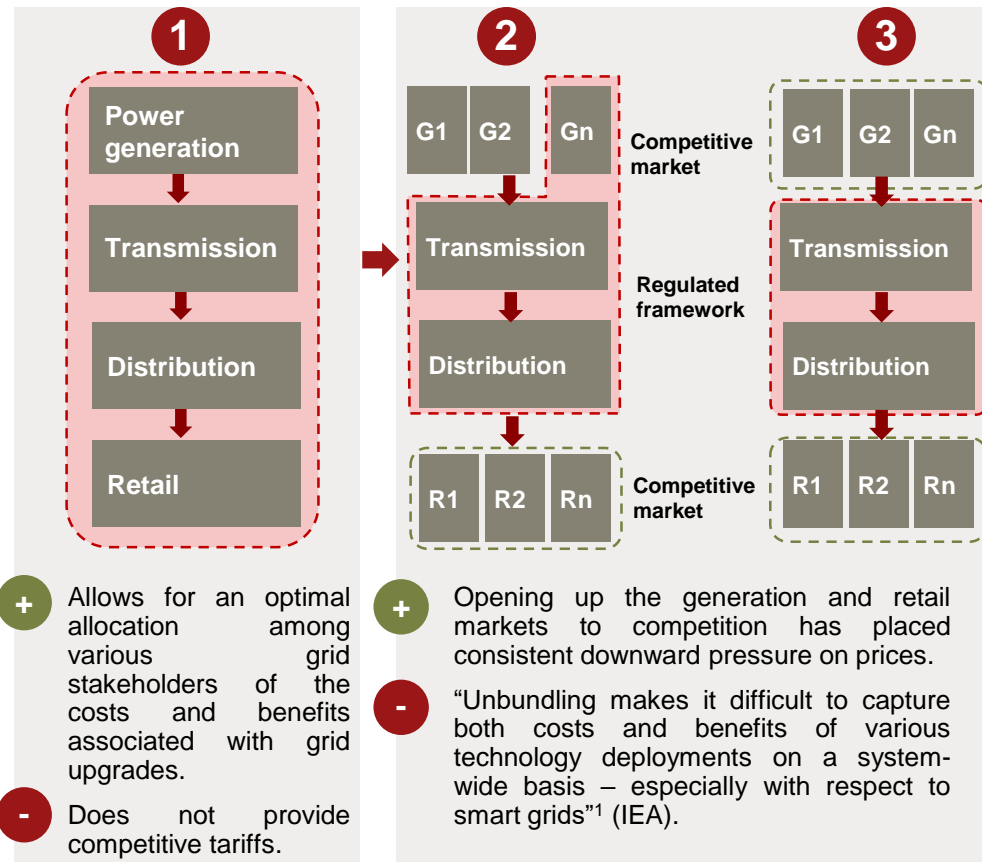 1
Power
generation
Transmission
Distribution
Retail
+
Allows for an optimal
allocation among
various grid
stakeholders of the
costs and benefits
associated with grid
upgrades.
-
Does not provide
competitive tariffs.
2
G1 G2 Gn
Competitive
market
Transmission
Regulated
framework
Distribution
R1 R2 Rn
Competitive
market
3
G1 G2 Gn
Transmission
Distribution
R1 R2 Rn
+
Opening up the generation and retail
markets to competition has placed
consistent downward pressure on prices.
-
“Unbundling makes it difficult to capture
both costs and benefits of various
technology deployments on a system-
wide basis – especially with respect to
smart grids”¹ (IEA).